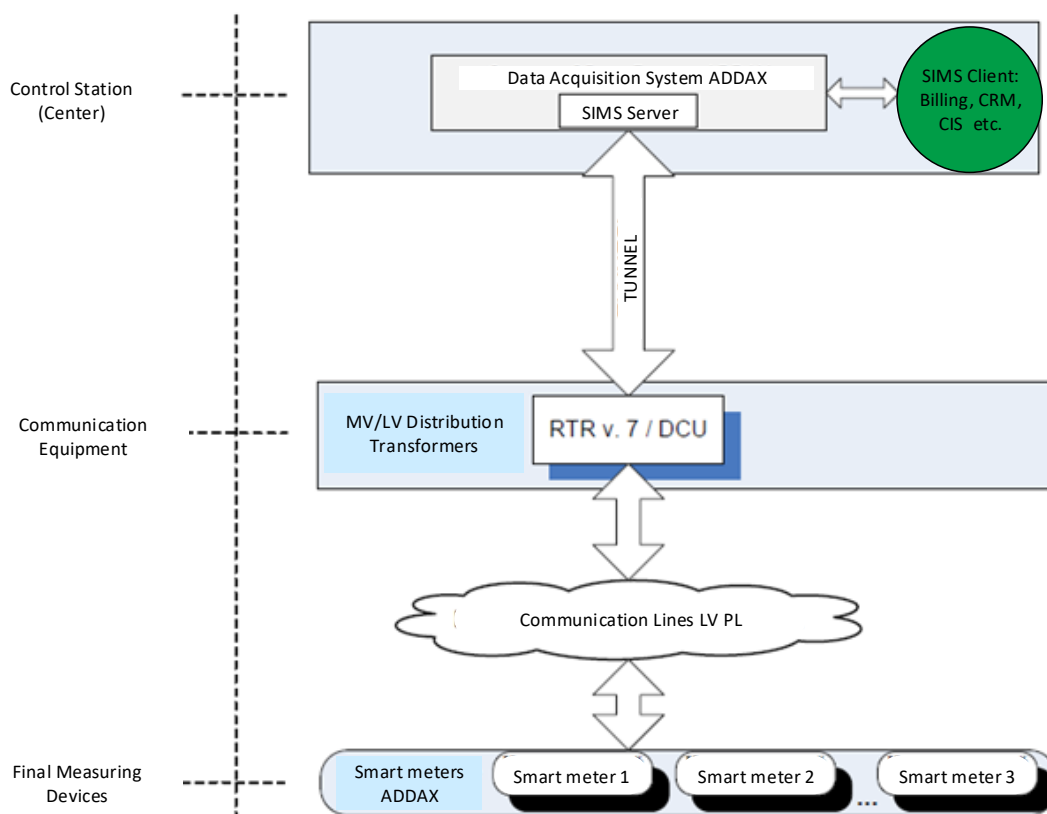 Control Station
(Center)
Data Acquisition System ADDAX
SIMS Server
SIMS Client:
Billing, CRM,
CIS etc.
TUNNEL
Communication
Equipment
MV/LV Distribution
Transformers
RTR v. 7 / DCU
Communication Lines LV PL
Final Measuring
Devices
Smart meters
ADDAX
Smart meter 1
Smart meter 2
...
Smart meter 3